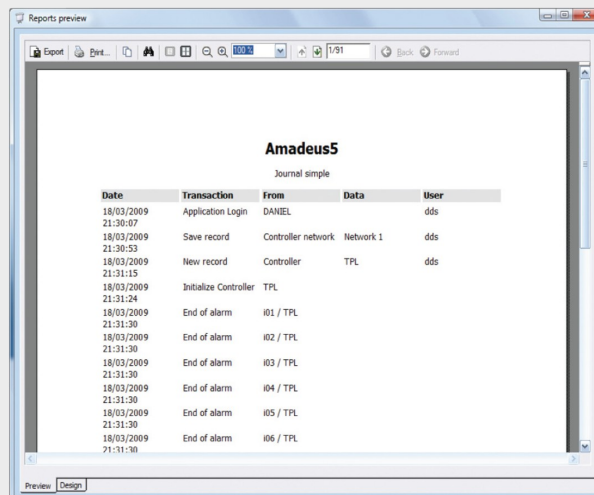 Reports preview
Export Print... 100 % 1/91 Back Forward
Amadeus5
Journal simple
Date Transaction From Data User
18/03/2009 Application Login DANIEL dds
21:30:07
18/03/2009 Save record Controller network Network 1 dds
21:30:53
18/03/2009 New record Controller TPL dds
21:31:15
18/03/2009 Initialize Controller TPL
21:31:24
18/03/2009 End of alarm i01 / TPL
21:31:30
18/03/2009 End of alarm i02 / TPL
21:31:30
18/03/2009 End of alarm i03 / TPL
21:31:30
18/03/2009 End of alarm i04 / TPL
21:31:30
18/03/2009 End of alarm i05 / TPL
21:31:30
18/03/2009 End of alarm i06 / TPL
21:31:30
Preview Design